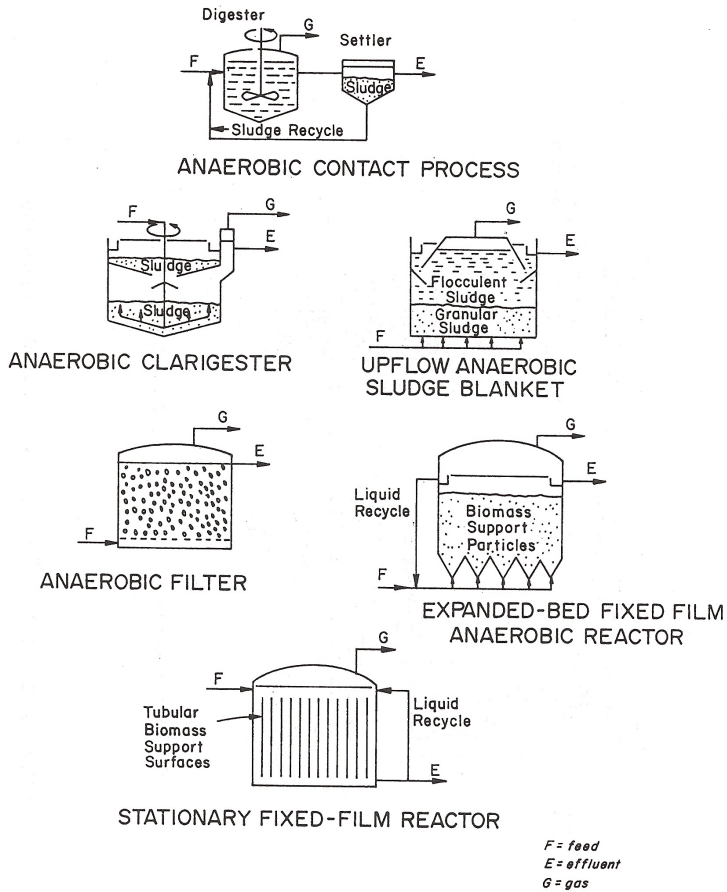 Digester
G
Settler
F
E
Sludge
Sludge Recycle
ANAEROBIC CONTACT PROCESS
F
G
E
Sludge
Sludge
ANAEROBIC CLARIGESTER
G
E
Flocculent
Sludge
Granular
Sludge
F
UPFLOW ANAEROBIC
SLUDGE BLANKET
G
E
F
ANAEROBIC FILTER
G
E
Liquid
Recycle
Biomass
Support
Particles
F
EXPANDED-BED FIXED FILM
ANAEROBIC REACTOR
G
F
Tubular
Biomass
Support
Surfaces
Liquid
Recycle
E
STATIONARY FIXED-FILM REACTOR
F = feed
E = effluent
G = gas